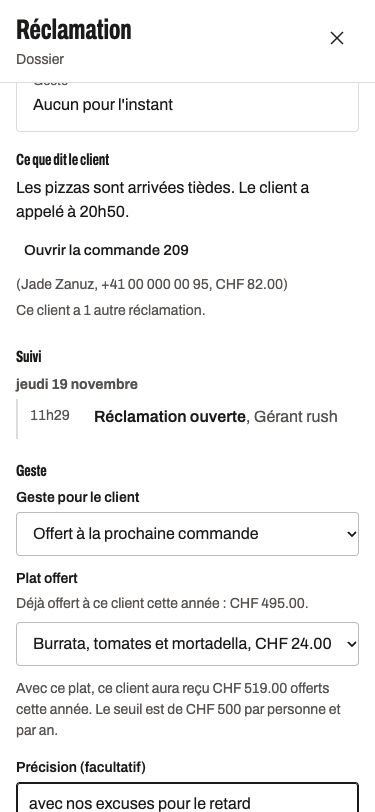 Réclamation
Dossier
Geste
Aucun pour l'instant
Ce que dit le client
Les pizzas sont arrivées tièdes. Le client a
appelé à 20h50.
Ouvrir la commande 209
(Jade Zanuz, +41 00 000 00 95, CHF 82.00)
Ce client a 1 autre réclamation.
Suivi
jeudi 19 novembre
11h29 Réclamation ouverte, Gérant rush
Geste
Geste pour le client
Offert à la prochaine commande
Plat offert
Déjà offert à ce client cette année : CHF 495.00.
Burrata, tomates et mortadella, CHF 24.00
Avec ce plat, ce client aura reçu CHF 519.00 offerts
cette année. Le seuil est de CHF 500 par personne et
par an.
Précision (facultatif)
avec nos excuses pour le retard